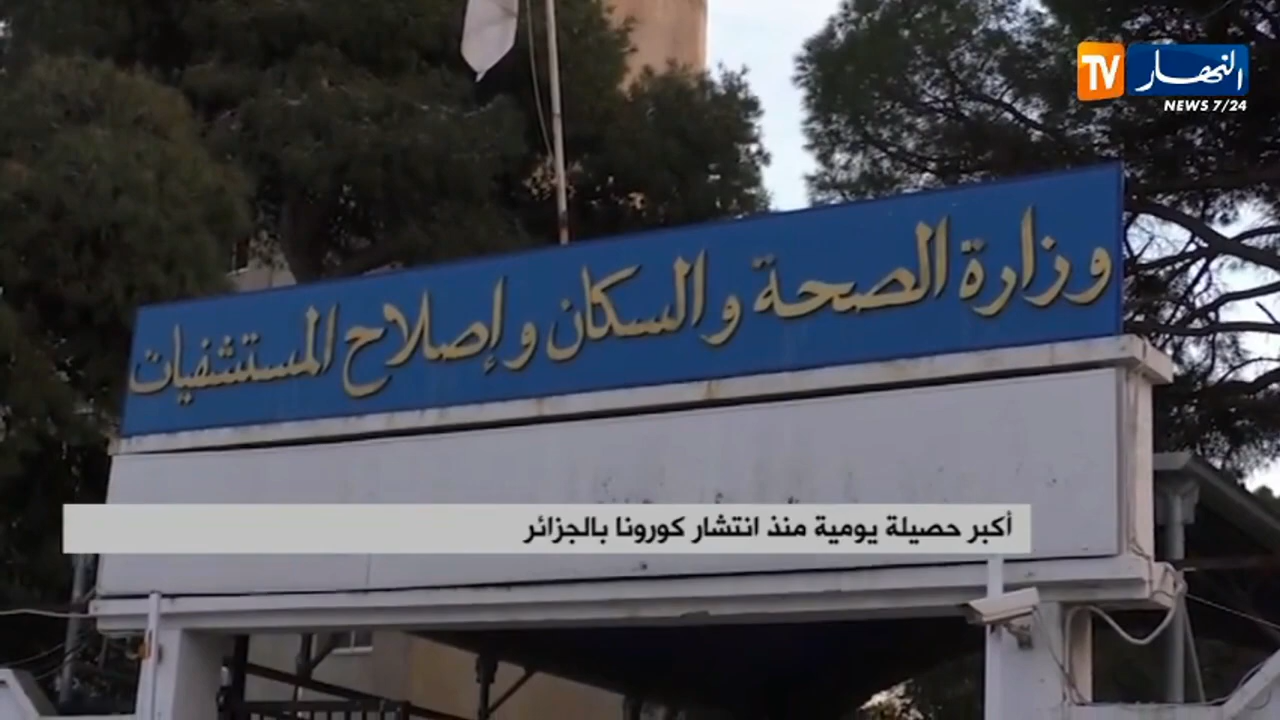 TV النهار
NEWS 7/24
وزارة الصحة والسكان وإصلاح المستشفيات
أكبر حصيلة يومية منذ انتشار كورونا بالجزائر